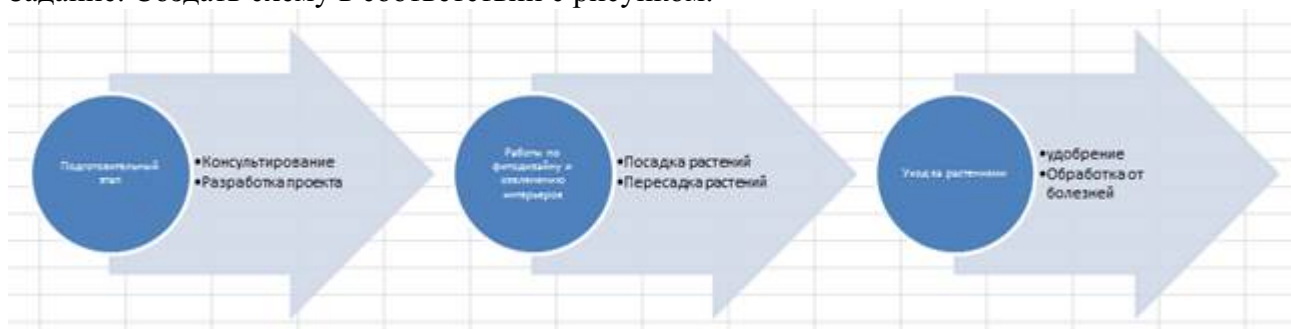 Задание: Создать схему в соответствии с рисунком.
Подготовительный
этап
•Консультирование
•Разработка проекта
Работы по
фитодизайну и
озеленению
интерьеров
•Посадка растений
•Пересадка растений
Уход за растениями
•удобрение
•Обработка от
болезней